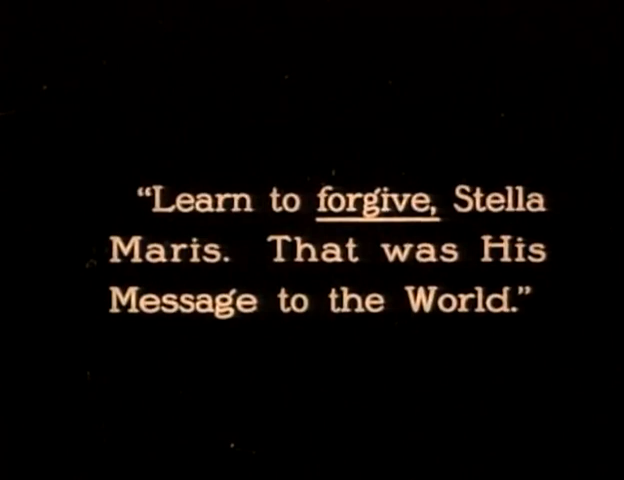 “Learn to forgive, Stella
Maris. That was His
Message to the World.”